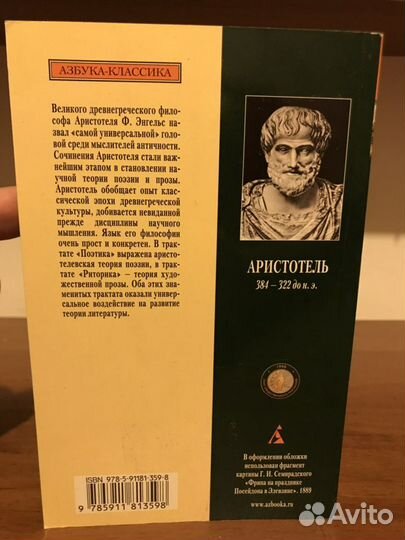 АЗБУКА-КЛАССИКА
Великого древнегреческого фило-
софа Аристотеля Ф. Энгельс на-
звал «самой универсальной» голо-
вой среди мыслителей античности.
Сочинения Аристотеля стали важ-
нейшим этапом в становлении на-
учной теории поэзии и прозы.
Аристотель обобщает опыт клас-
сической эпохи древнегреческой
культуры, добивается невиданной
прежде дисциплины научного
мышления. Язык его философии
очень прост и конкретен. В трак-
тате «Поэтика» выражена аристо-
телевская теория поэзии, в трак-
тате «Риторика» – теория худо-
жественной прозы. Оба этих зна-
менитых трактата оказали универ-
сальное воздействие на развитие
теории литературы.
АРИСТОТЕЛЬ
384 – 322 до н. э.
В оформлении обложки
использован фрагмент
картины Г. И. Семирадского
«Фрина на празднике
Посейдона в Элевзине». 1889
www.azbooka.ru
ISBN 978-5-91181-359-8
9 785911 813598
Avito